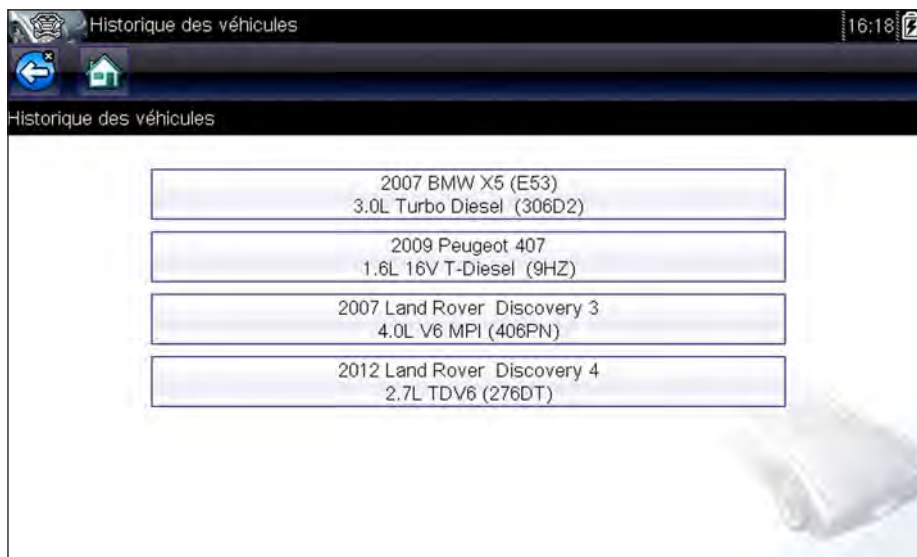 Historique des véhicules
16:18
Historique des véhicules
2007 BMW X5 (E53)
3.0L Turbo Diesel (306D2)
2009 Peugeot 407
1.6L 16V T-Diesel (9HZ)
2007 Land Rover Discovery 3
4.0L V6 MPI (406PN)
2012 Land Rover Discovery 4
2.7L TDV6 (276DT)